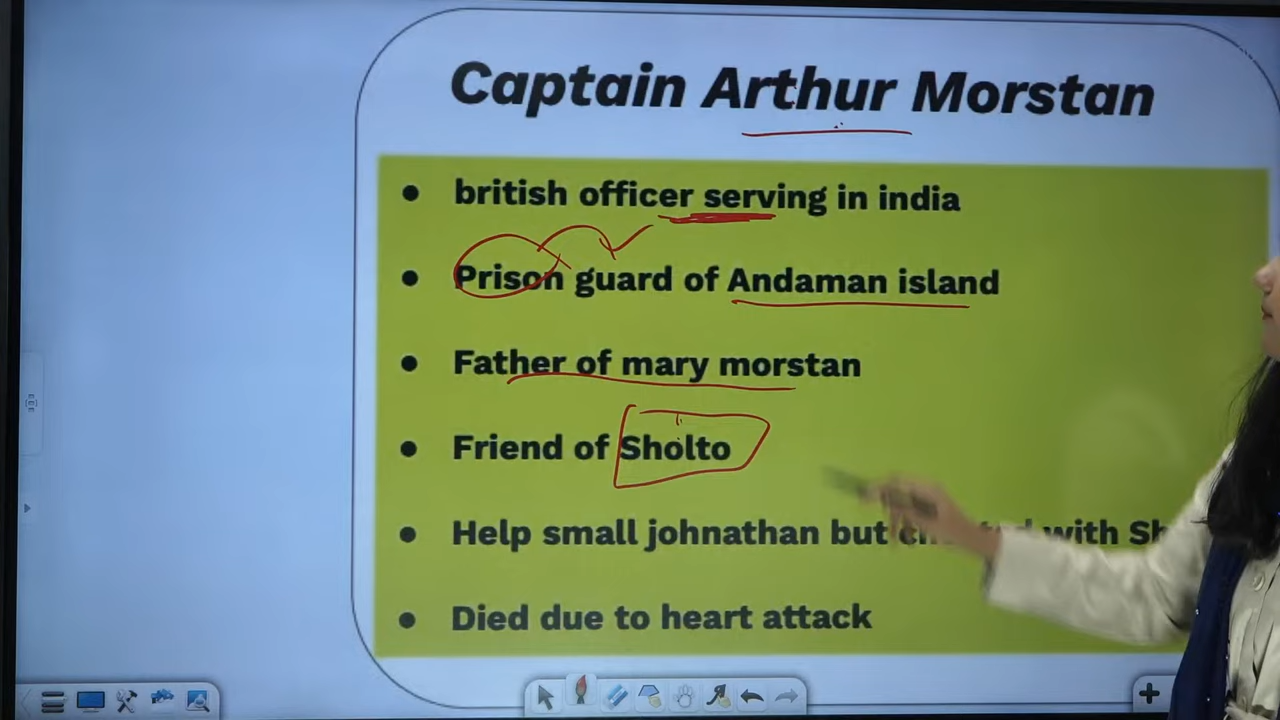 Captain Arthur Morstan
• british officer serving in india
• Prison guard of Andaman island
• Father of mary morstan
• Friend of Sholto
• Help small johnathan but with
• Died due to heart attack